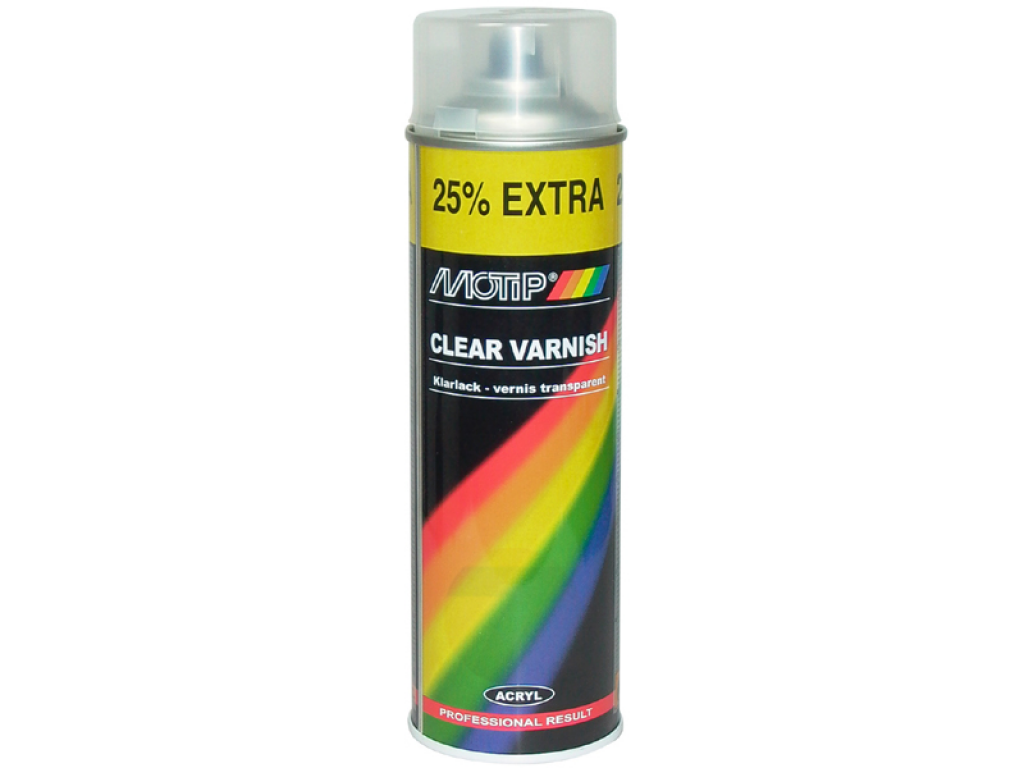 25% EXTRA
MOTIP®
CLEAR VARNISH
Klarlack - vernis transparent
ACRYL
PROFESSIONAL RESULT